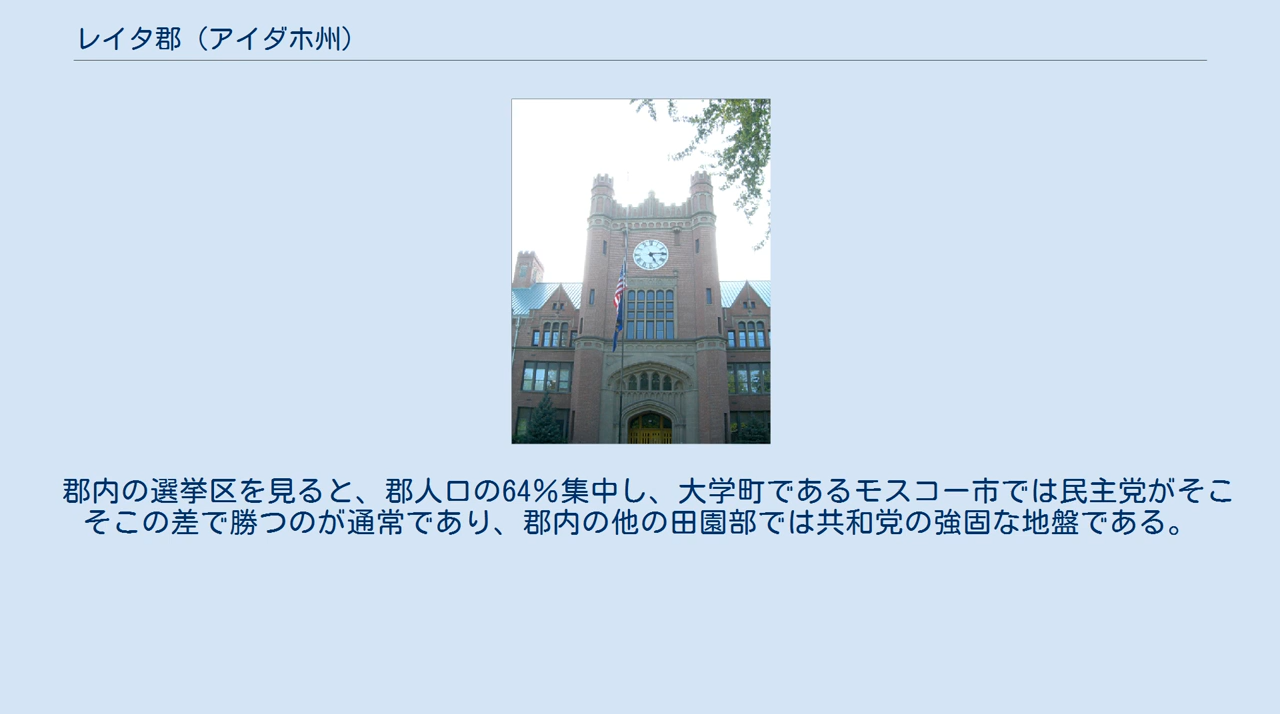 レイタ郡（アイダホ州）
郡内の選挙区を見ると、郡人口の64％集中し、大学町であるモスコー市では民主党がそこ
そこの差で勝つのが通常であり、郡内の他の田園部では共和党の強固な地盤である。